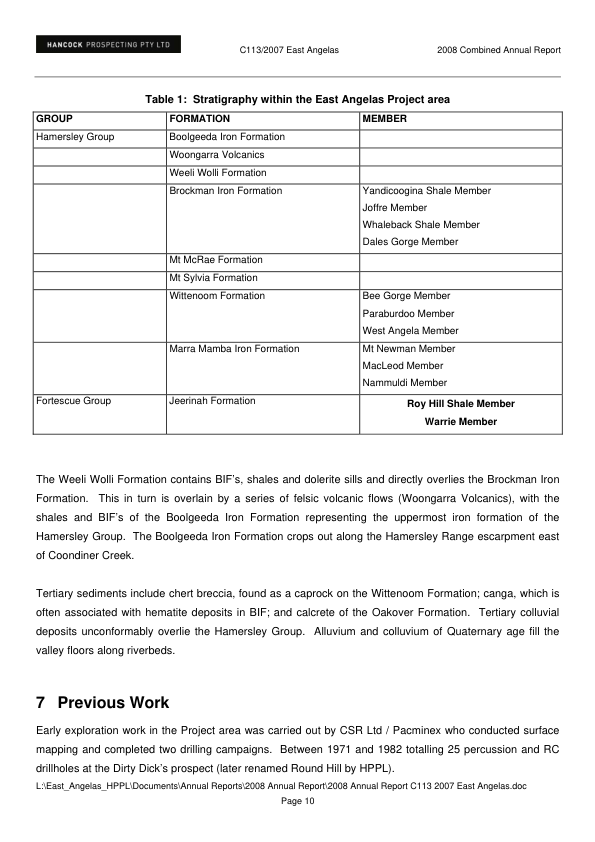 HANCOCK PROSPECTING PTY LTD
C113/2007 East Angelas
2008 Combined Annual Report
Table 1:  Stratigraphy within the East Angelas Project area
GROUP FORMATION MEMBER
Hamersley Group Boolgeeda Iron Formation
Woongarra Volcanics
Weeli Wolli Formation
Brockman Iron Formation Yandicoogina Shale Member
Joffre Member
Whaleback Shale Member
Dales Gorge Member
Mt McRae Formation
Mt Sylvia Formation
Wittenoom Formation Bee Gorge Member
Paraburdoo Member
West Angela Member
Marra Mamba Iron Formation Mt Newman Member
MacLeod Member
Nammuldi Member
Fortescue Group Jeerinah Formation Roy Hill Shale Member
Warrie Member
The Weeli Wolli Formation contains BIF's, shales and dolerite sills and directly overlies the Brockman Iron
Formation.  This in turn is overlain by a series of felsic volcanic flows (Woongarra Volcanics), with the
shales and BIF's of the Boolgeeda Iron Formation representing the uppermost iron formation of the
Hamersley Group.  The Boolgeeda Iron Formation crops out along the Hamersley Range escarpment east
of Coondiner Creek.
Tertiary sediments include chert breccia, found as a caprock on the Wittenoom Formation; canga, which is
often associated with hematite deposits in BIF; and calcrete of the Oakover Formation.  Tertiary colluvial
deposits unconformably overlie the Hamersley Group.  Alluvium and colluvium of Quaternary age fill the
valley floors along riverbeds.
7 Previous Work
Early exploration work in the Project area was carried out by CSR Ltd / Pacminex who conducted surface
mapping and completed two drilling campaigns.  Between 1971 and 1982 totalling 25 percussion and RC
drillholes at the Dirty Dick's prospect (later renamed Round Hill by HPPL).
L:\East_Angelas_HPPL\Documents\Annual Reports\2008 Annual Report\2008 Annual Report C113 2007 East Angelas.doc
Page 10